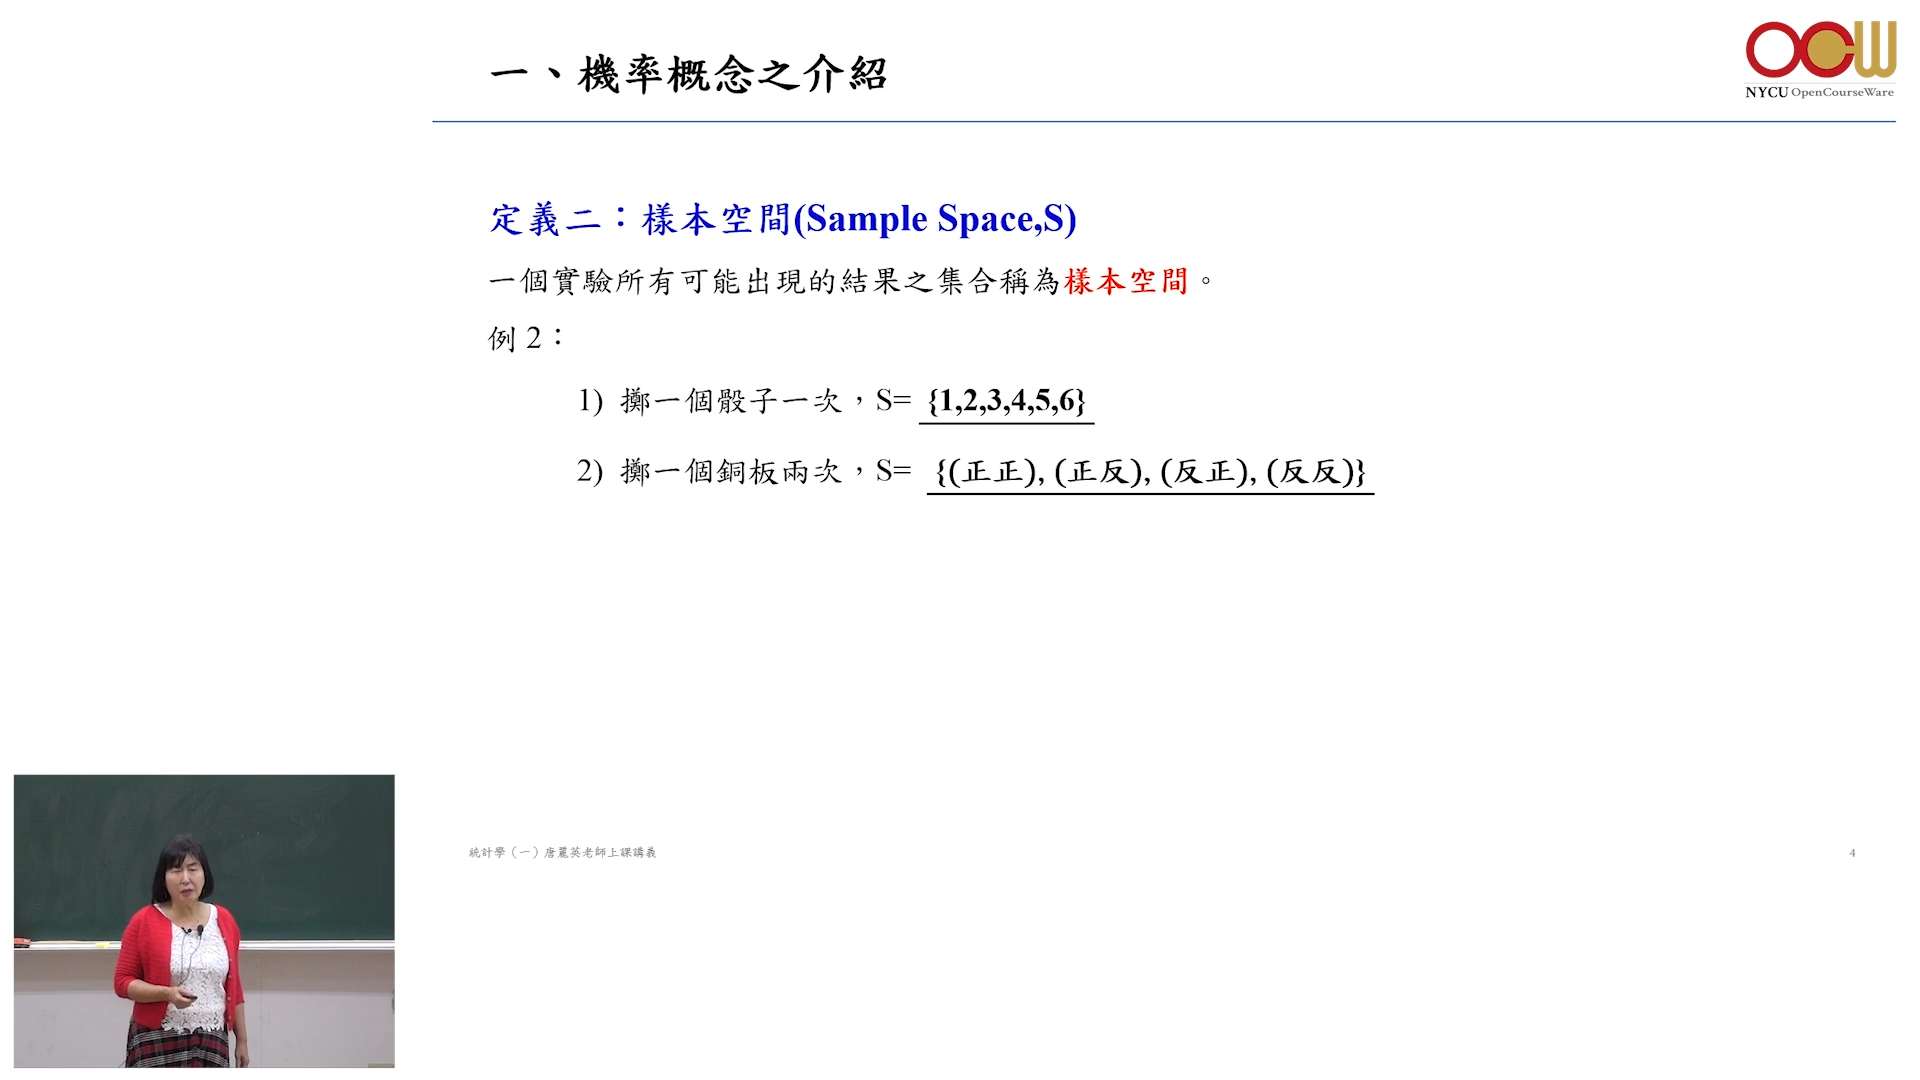 一、機率概念之介紹
OCW
NYCU OpenCourseWare
定義二：樣本空間(Sample Space,S)
一個實驗所有可能出現的結果之集合稱為樣本空間。
例 2：
1) 擲一個骰子一次，S= {1,2,3,4,5,6}
2) 擲一個銅板兩次，S= {(正正), (正反), (反正), (反反)}
統計學（一）唐麗英老師上課講義
4